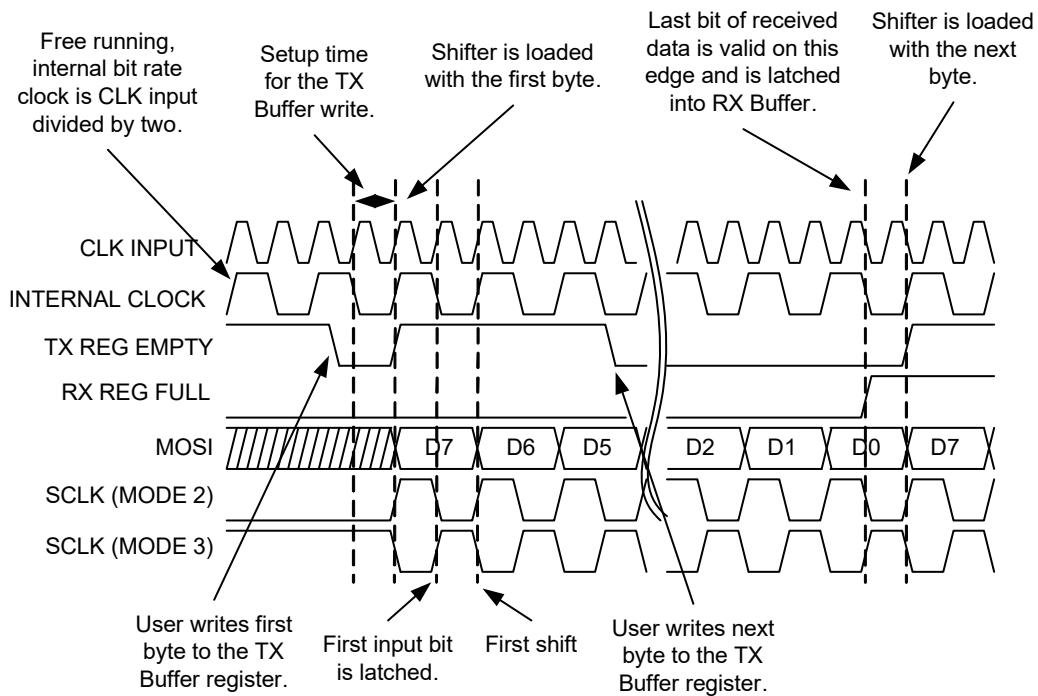 Free running,
internal bit rate
clock is CLK input
divided by two.
Setup time
for the TX
Buffer write.
Shifter is loaded
with the first byte.
Last bit of received
data is valid on this
edge and is latched
into RX Buffer.
Shifter is loaded
with the next
byte.
CLK INPUT
INTERNAL CLOCK
TX REG EMPTY
RX REG FULL
MOSI
D7
D6
D5
D2
D1
D0
D7
SCLK (MODE 2)
SCLK (MODE 3)
User writes first
byte to the TX
Buffer register.
First input bit
is latched.
First shift
User writes next
byte to the TX
Buffer register.